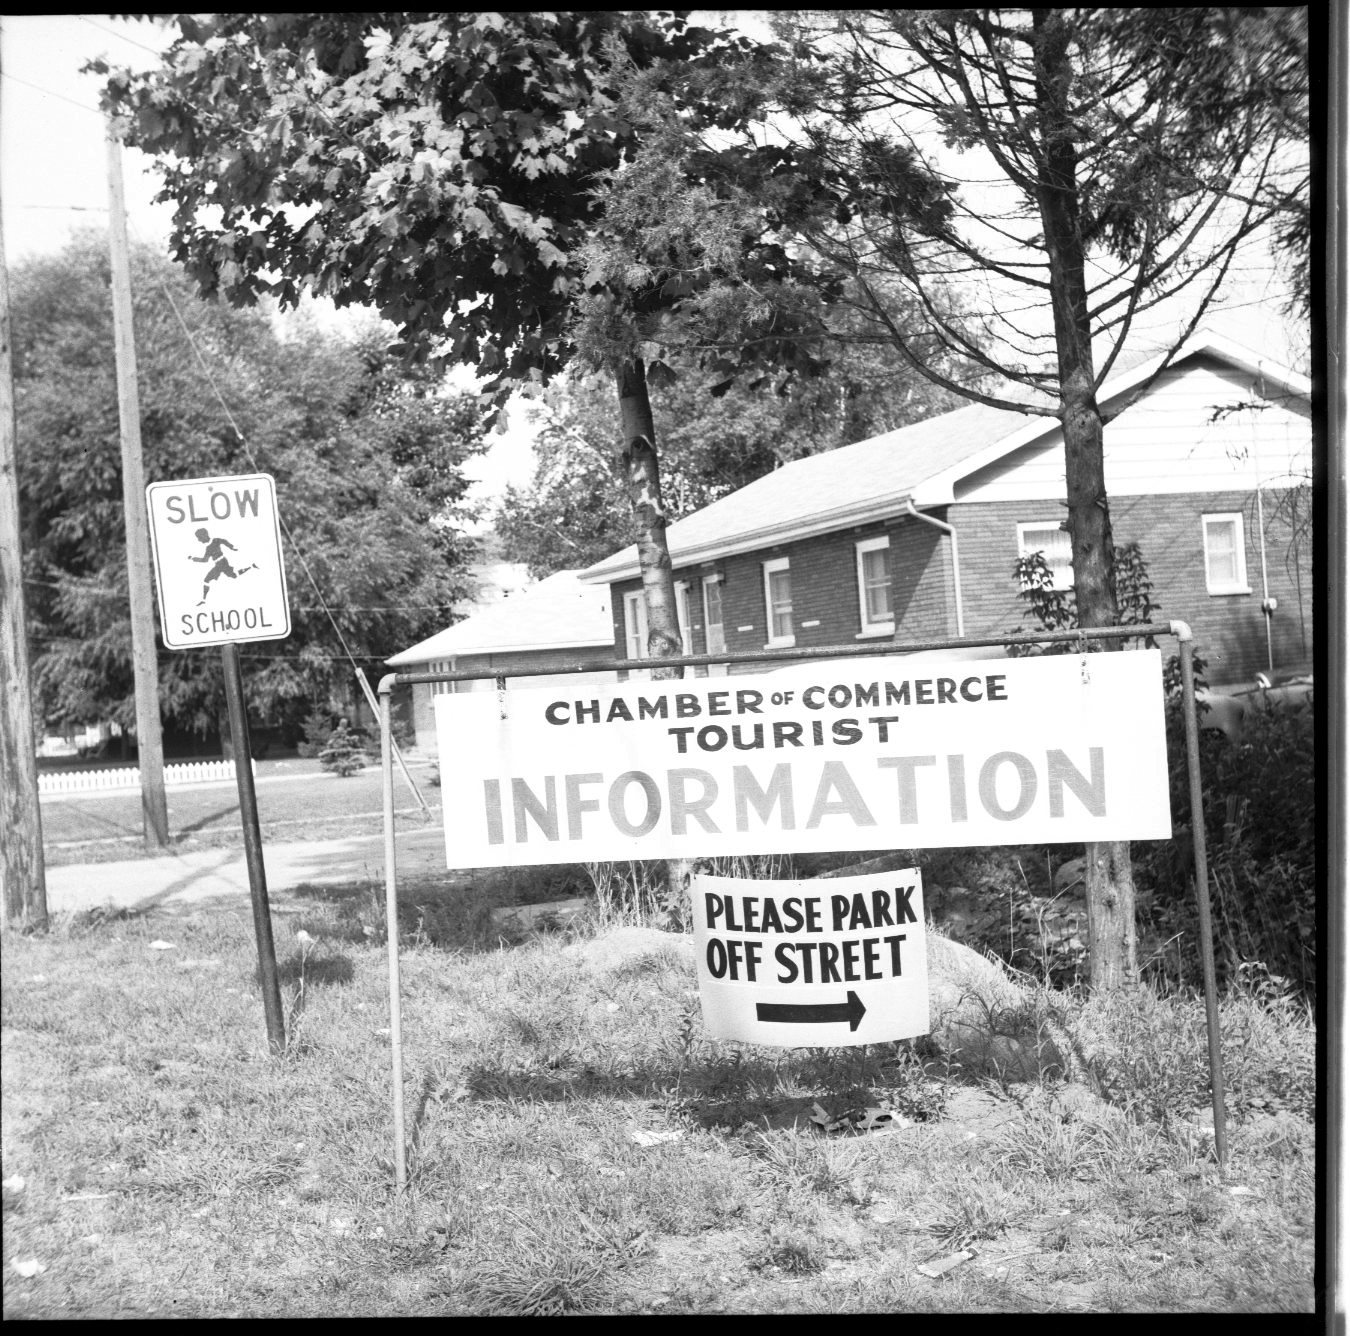 SLOW
SCHOOL
CHAMBER OF COMMERCE
TOURIST
INFORMATION
PLEASE PARK
OFF STREET